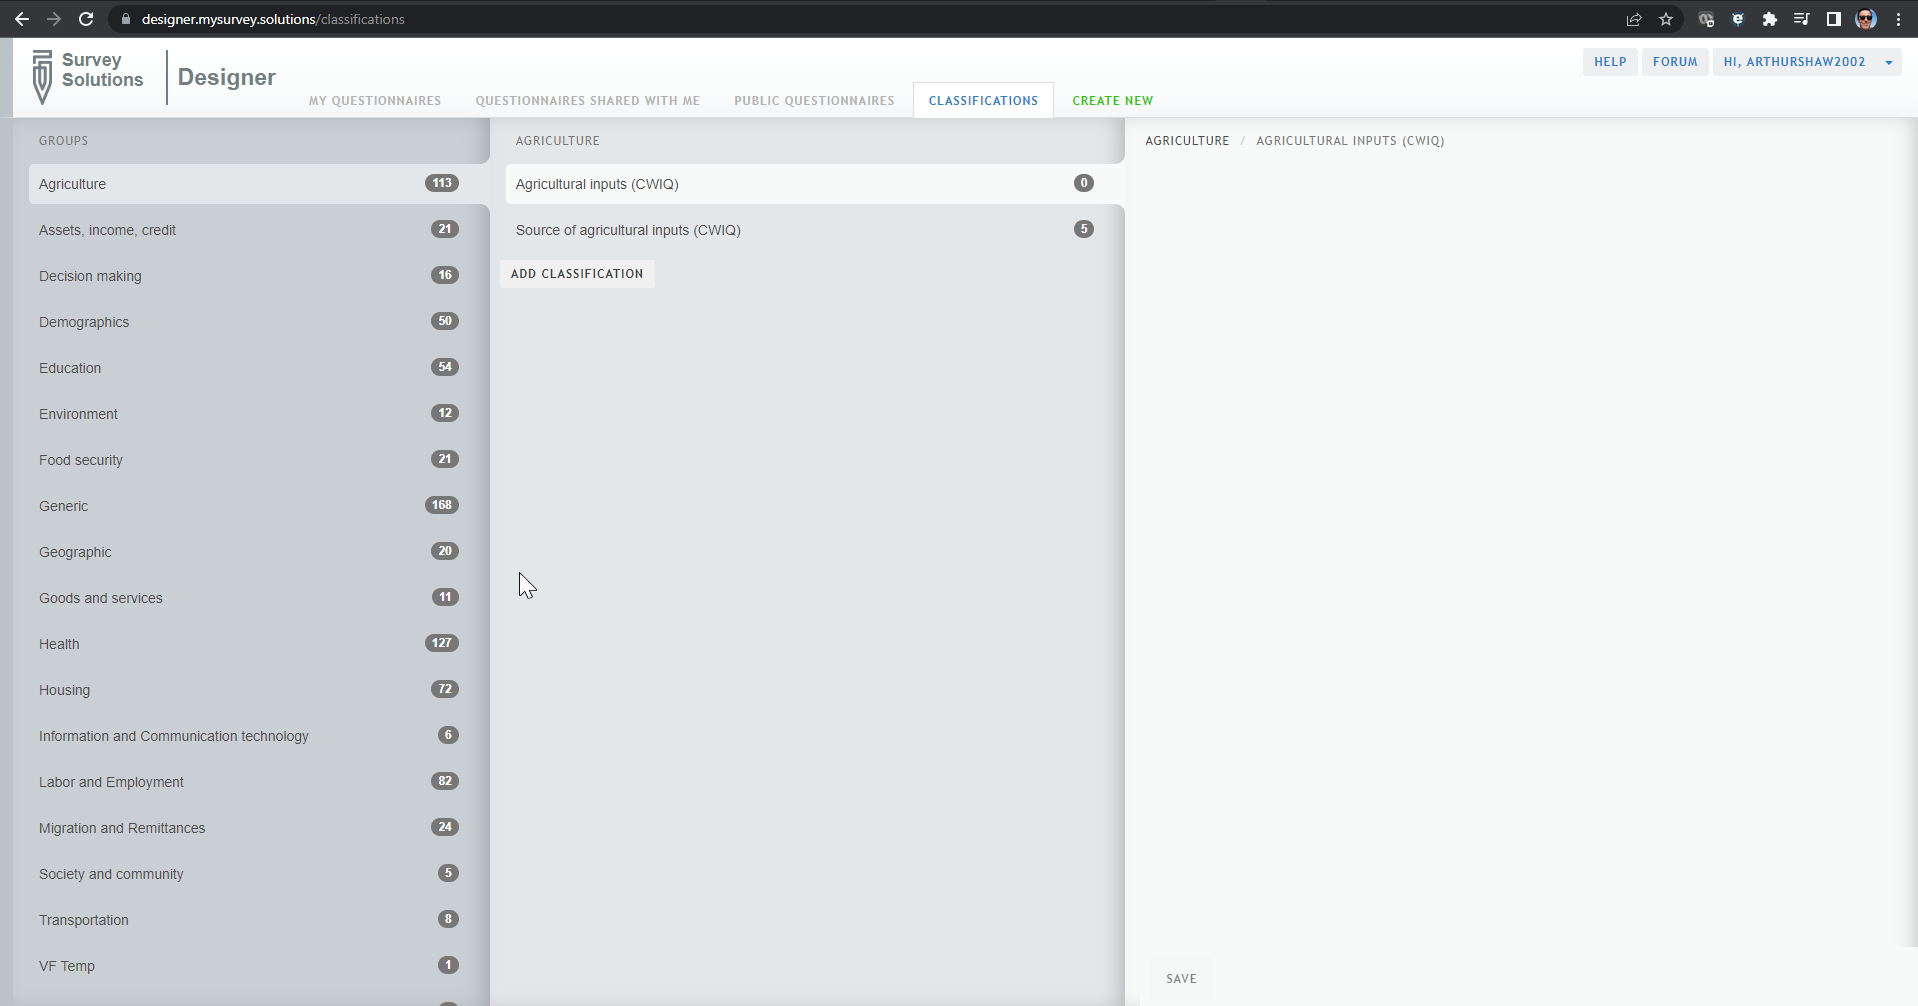 designer.mysurvey.solutions/classifications
Survey
Solutions
Designer
MY QUESTIONNAIRES
QUESTIONNAIRES SHARED WITH ME
PUBLIC QUESTIONNAIRES
CLASSIFICATIONS
CREATE NEW
HELP
FORUM
HI, ARTHURSHAW2002
GROUPS
Agriculture 113
Assets, income, credit 21
Decision making 16
Demographics 50
Education 54
Environment 12
Food security 21
Generic 168
Geographic 20
Goods and services 11
Health 127
Housing 72
Information and Communication technology 6
Labor and Employment 82
Migration and Remittances 24
Society and community 5
Transportation 8
VF Temp 1
AGRICULTURE
Agricultural inputs (CWIQ) 0
Source of agricultural inputs (CWIQ) 5
ADD CLASSIFICATION
AGRICULTURE / AGRICULTURAL INPUTS (CWIQ)
SAVE